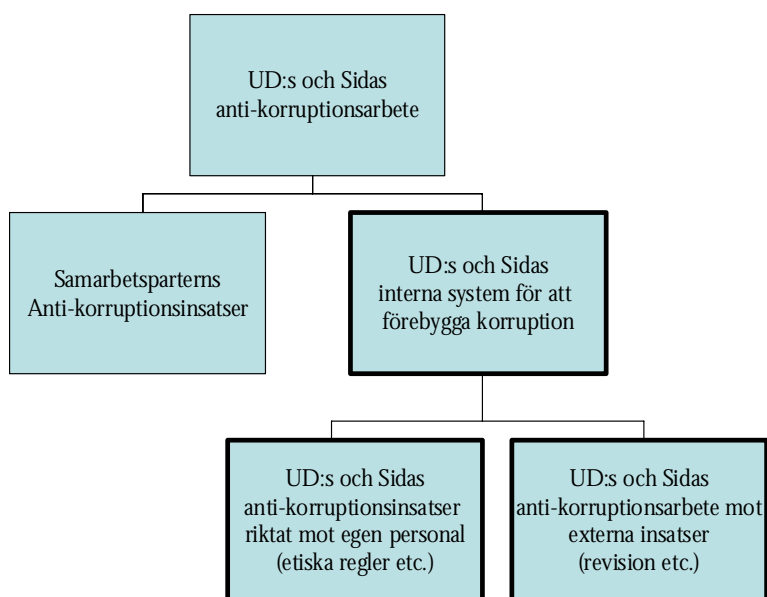 UD:s och Sidas
anti-korruptionsarbete
Samarbetsparterns
Anti-korruptionsinsatser
UD:s och Sidas
interna system för att
förebygga korruption
UD:s och Sidas
anti-korruptionsinsatser
riktat mot egen personal
(etiska regler etc.)
UD:s och Sidas
anti-korruptionsarbete mot
externa insatser
(revision etc.)